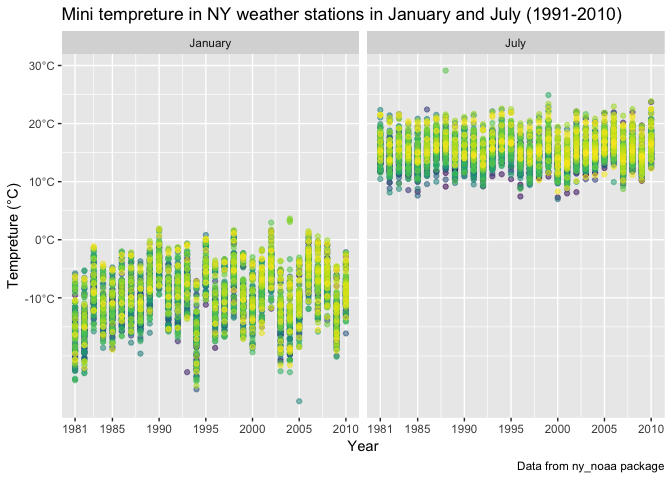 Mini tempreture in NY weather stations in January and July (1991-2010)
January
July
30°C
20°C
10°C
0°C
-10°C
Tempreture (°C)
1981 1985 1990 1995 2000 2005 2010
1981 1985 1990 1995 2000 2005 2010
Year
Data from ny_noaa package